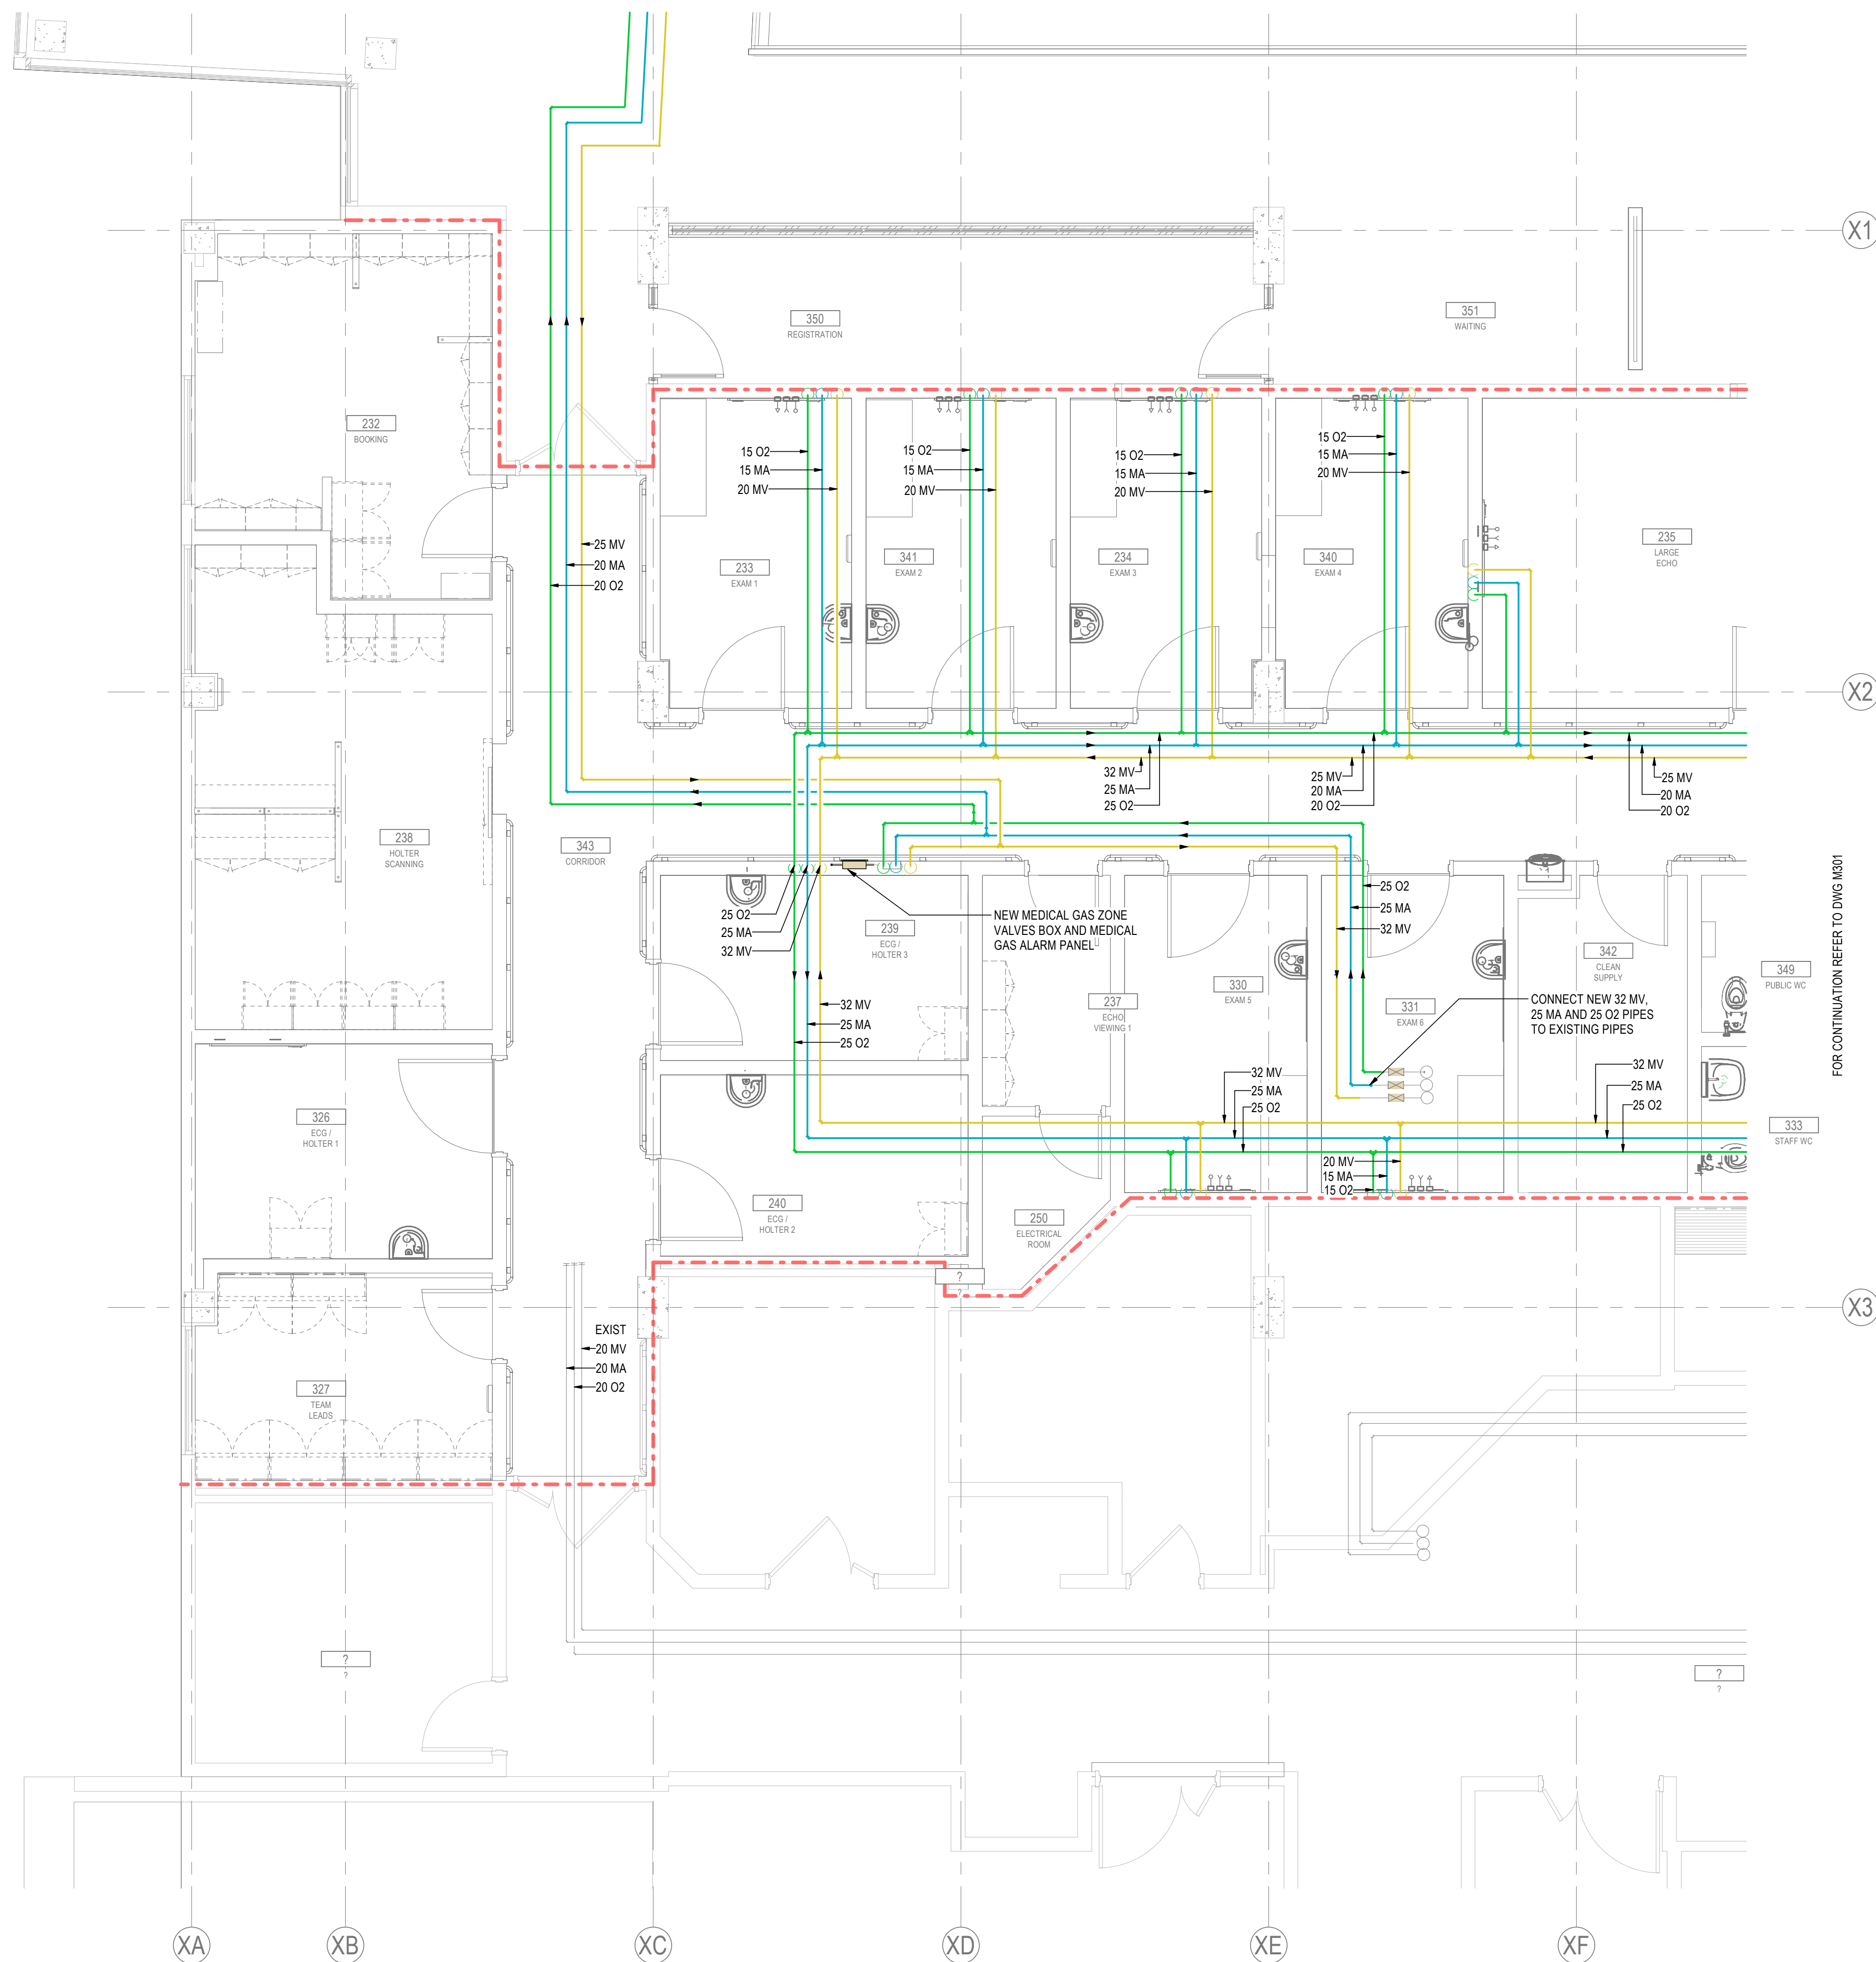 X1
350
REGISTRATION
351
WAITING
232
BOOKING
15 O2
15 MA
20 MV
15 O2
15 MA
20 MV
15 O2
15 MA
20 MV
15 O2
15 MA
20 MV
25 MV
20 MA
20 O2
233
EXAM 1
341
EXAM 2
234
EXAM 3
340
EXAM 4
235
LARGE
ECHO
X2
32 MV
25 MA
25 O2
25 MV
20 MA
20 O2
25 MV
20 MA
20 O2
238
HOLTER
SCANNING
343
CORRIDOR
25 O2
25 MA
32 MV
239
ECG /
HOLTER 3
NEW MEDICAL GAS ZONE
VALVES BOX AND MEDICAL
GAS ALARM PANEL
25 O2
25 MA
32 MV
342
CLEAN
SUPPLY
349
PUBLIC WC
FOR CONTINUATION REFER TO DWG M301
32 MV
25 MA
25 O2
237
ECHO
VIEWING 1
330
EXAM 5
331
EXAM 6
CONNECT NEW 32 MV,
25 MA AND 25 O2 PIPES
TO EXISTING PIPES
32 MV
25 MA
25 O2
32 MV
25 MA
25 O2
326
ECG /
HOLTER 1
333
STAFF WC
20 MV
15 MA
15 O2
240
ECG /
HOLTER 2
250
ELECTRICAL
ROOM
?
?
X3
EXIST
20 MV
20 MA
20 O2
327
TEAM
LEADS
?
?
?
?
XA
XB
XC
XD
XE
XF